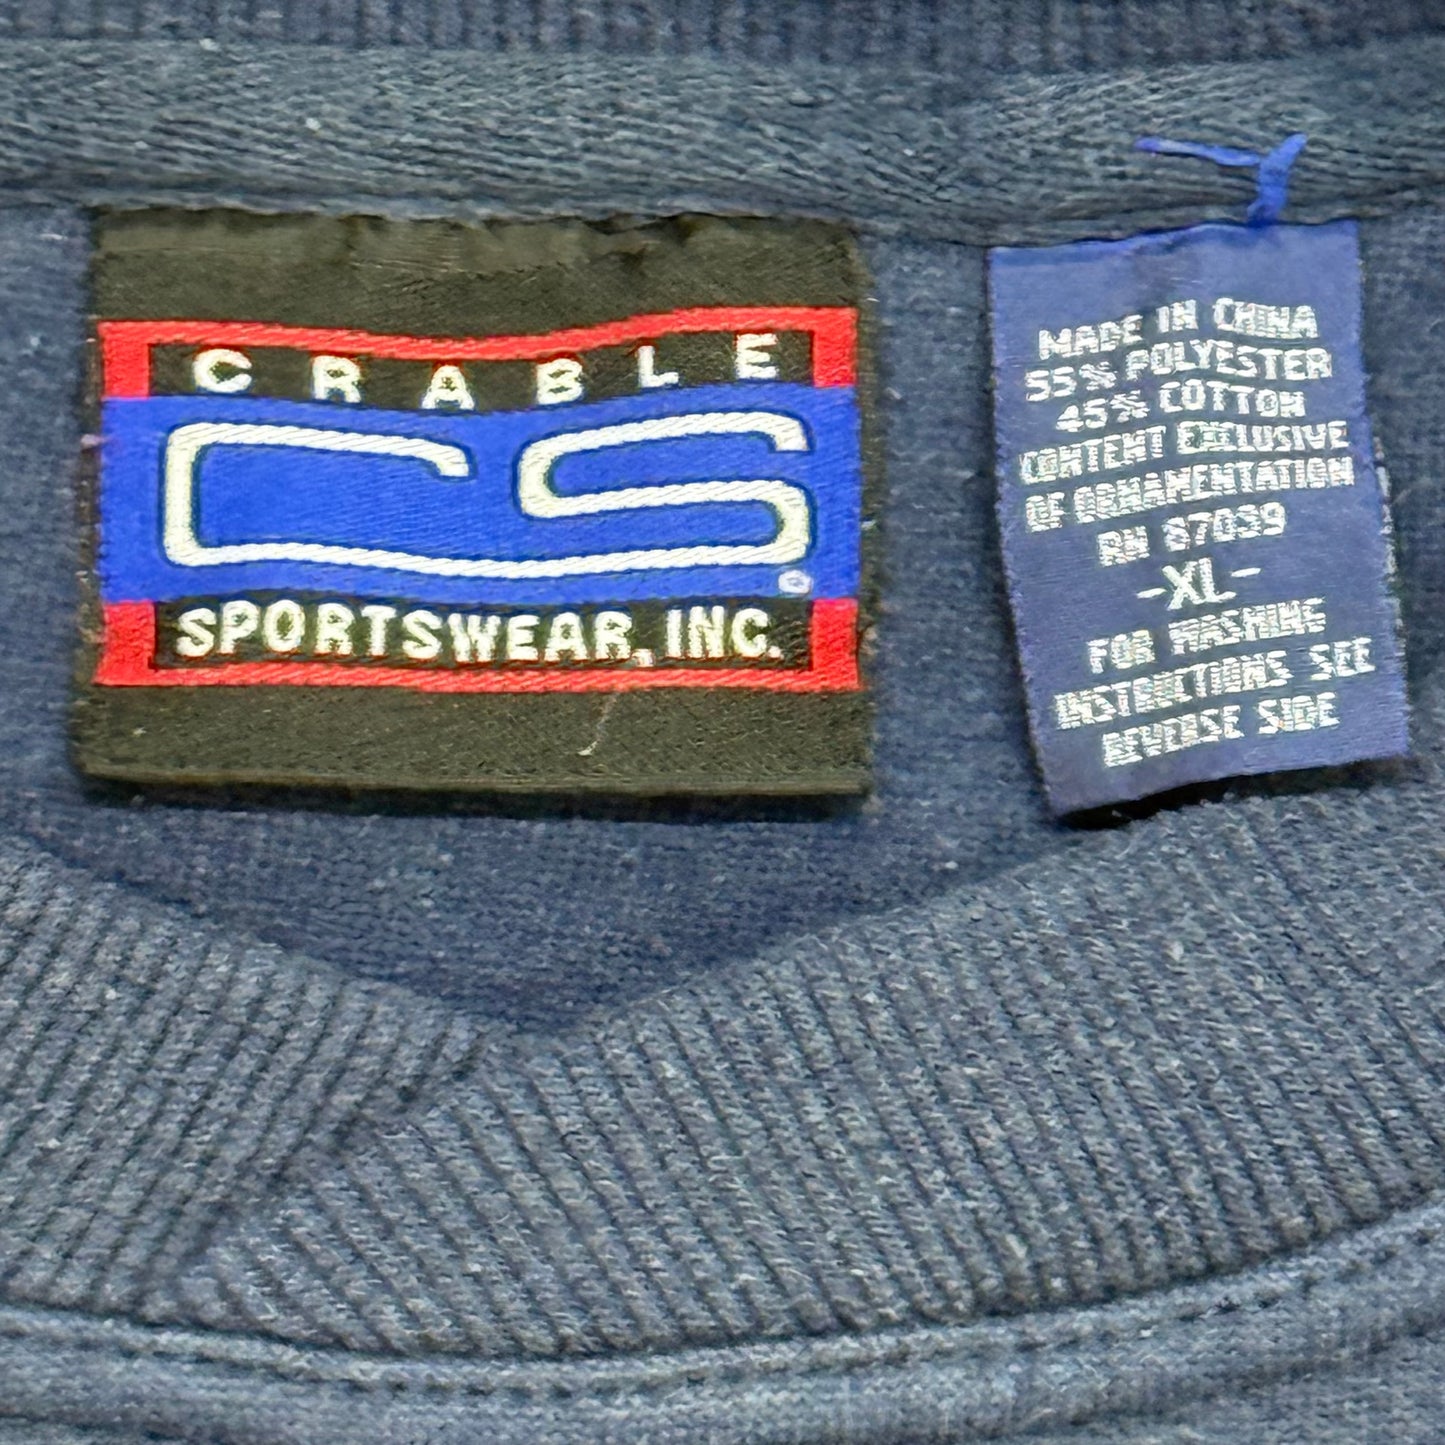 CRABLE
CS
®
SPORTSWEAR, INC.
MADE IN CHINA
55% POLYESTER
45% COTTON
CONTENT EXCLUSIVE
OF ORNAMENTATION
RN 87039
-XL-
FOR WASHING
INSTRUCTIONS SEE
REVERSE SIDE